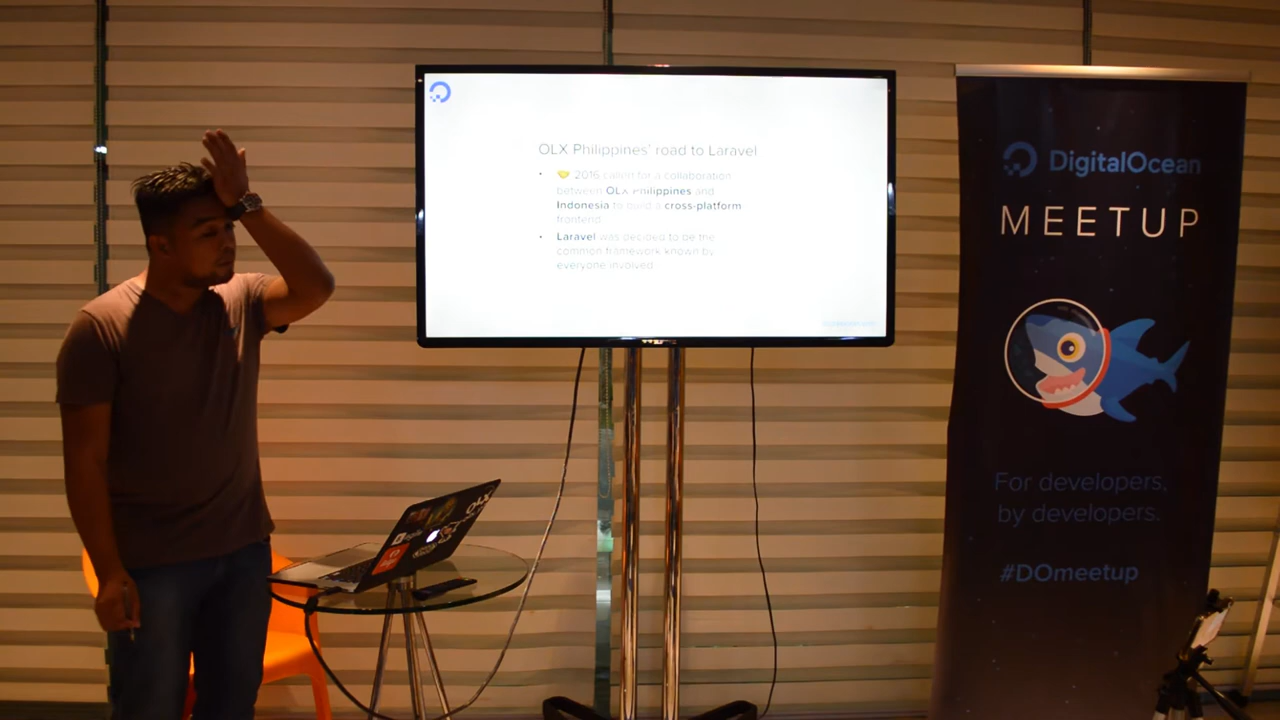 OLX Philippines' road to Laravel
• 🤝 2016 called for a collaboration
between OLX Philippines and
Indonesia to build a cross-platform
frontend.
• Laravel was decided to be the
common framework known by
everyone involved.
DigitalOcean
MEETUP
For developers,
by developers.
#DOmeetup
OLX